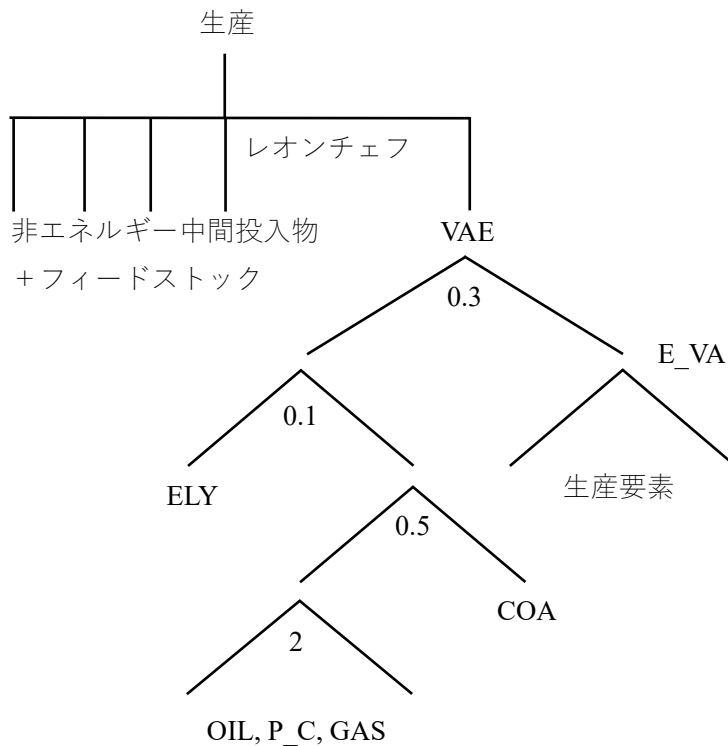 生産
レオンチェフ
非エネルギー中間投入物
＋フィードストック
VAE
0.3
E_VA
0.1
ELY
生産要素
0.5
COA
2
OIL, P_C, GAS